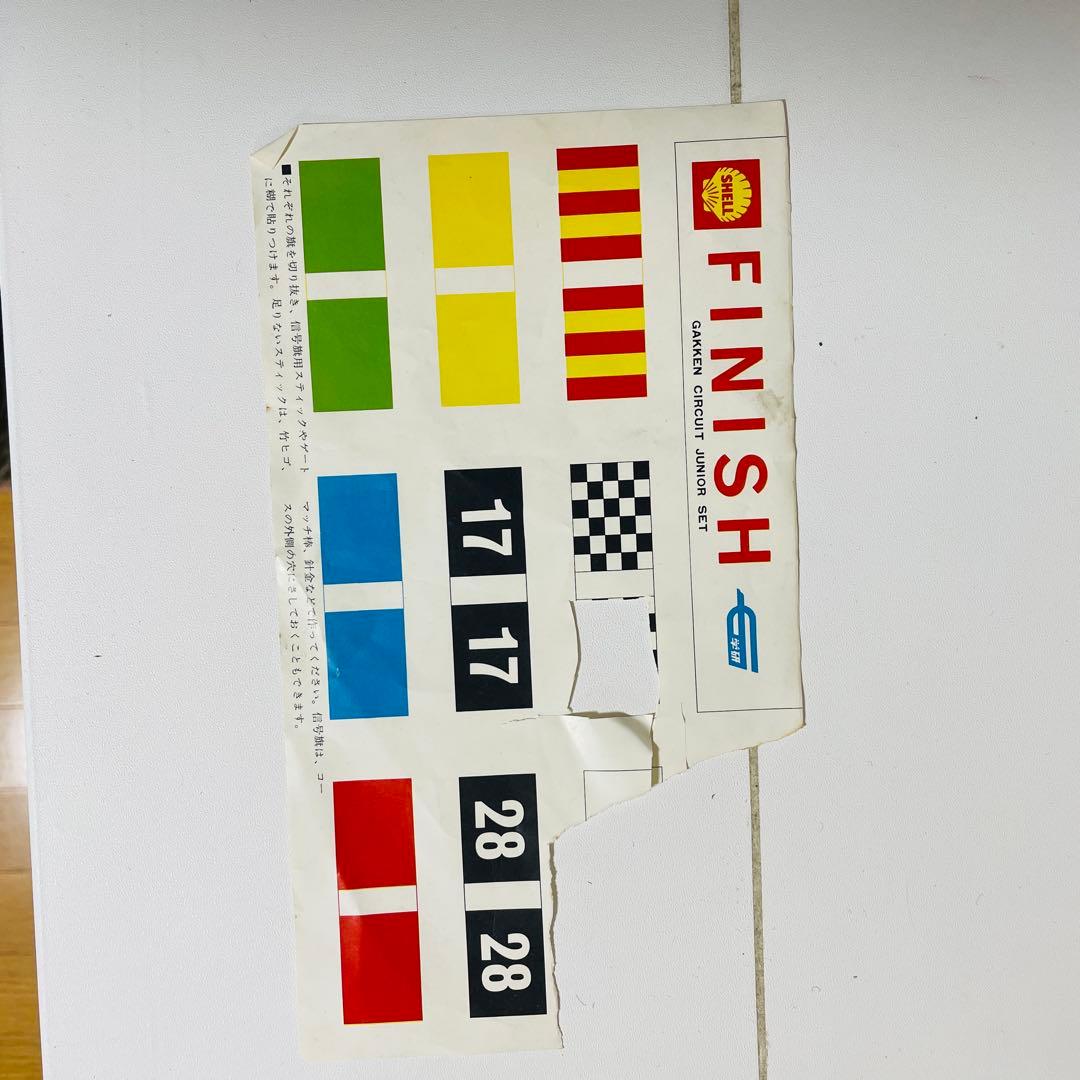 SHELL
FINISH
GAKKEN CIRCUIT JUNIOR SET
学研
17
17
28
28
■それぞれの旗を切り抜き、信号旗用スティックやゲート
に糊で貼りつけます。足りないスティックは、竹ヒゴ、
マッチ棒、針金などで作ってください。信号旗は、コー
スの外側の穴にさしておくこともできます。